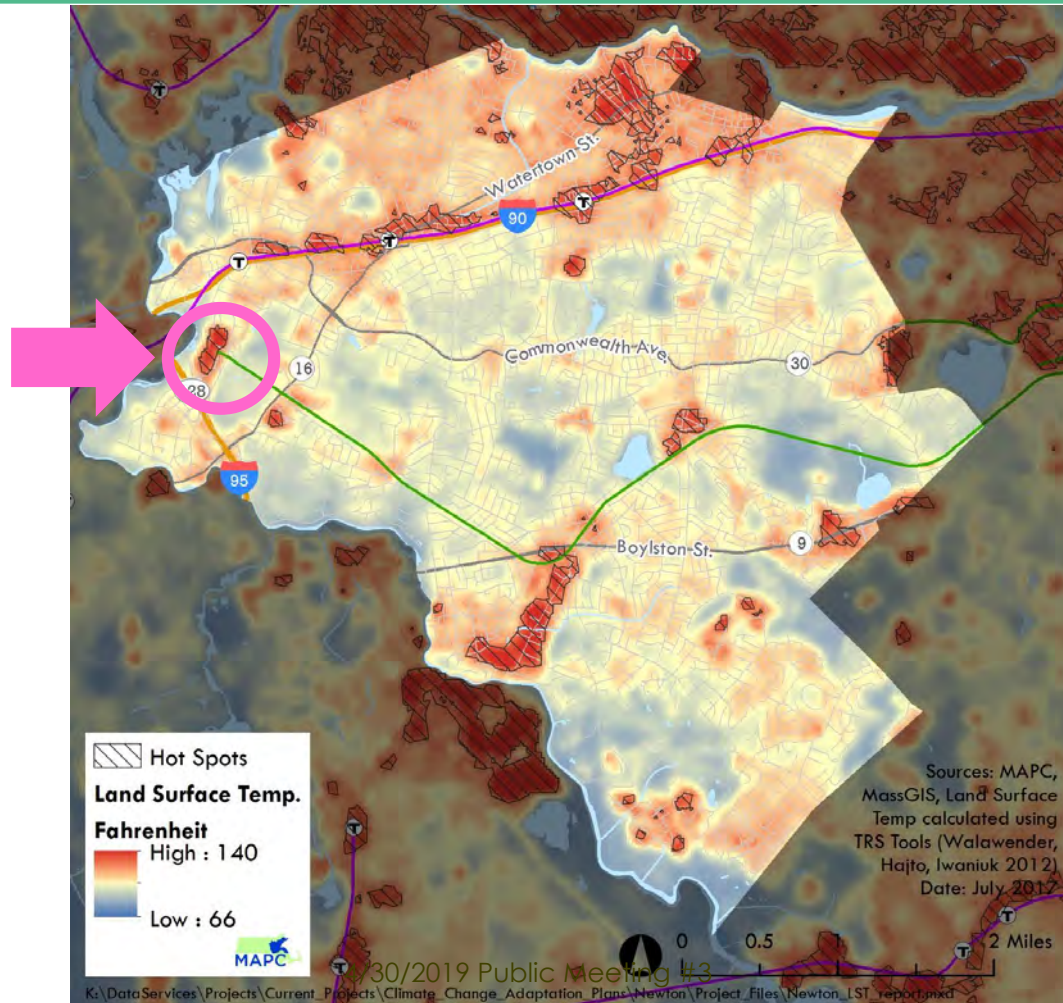 Watertown St.
90
Commonwealth Ave.
30
16
28
95
Boylston St.
9
T
T
T
T
T
T
T
T
Hot Spots
Land Surface Temp.
Fahrenheit
High : 140
Low : 66
MAPC
Sources: MAPC,
MassGIS, Land Surface
Temp calculated using
TRS Tools (Walawender,
Hajto, Iwaniuk 2012)
Date: July 2017
0 0.5 1 2 Miles
/30/2019 Public Meeting #3
K:\DataServices\Projects\Current_Projects\Climate_Change_Adaptation_Plans\Newton\Project_Files\Newton_LST_report.mxd